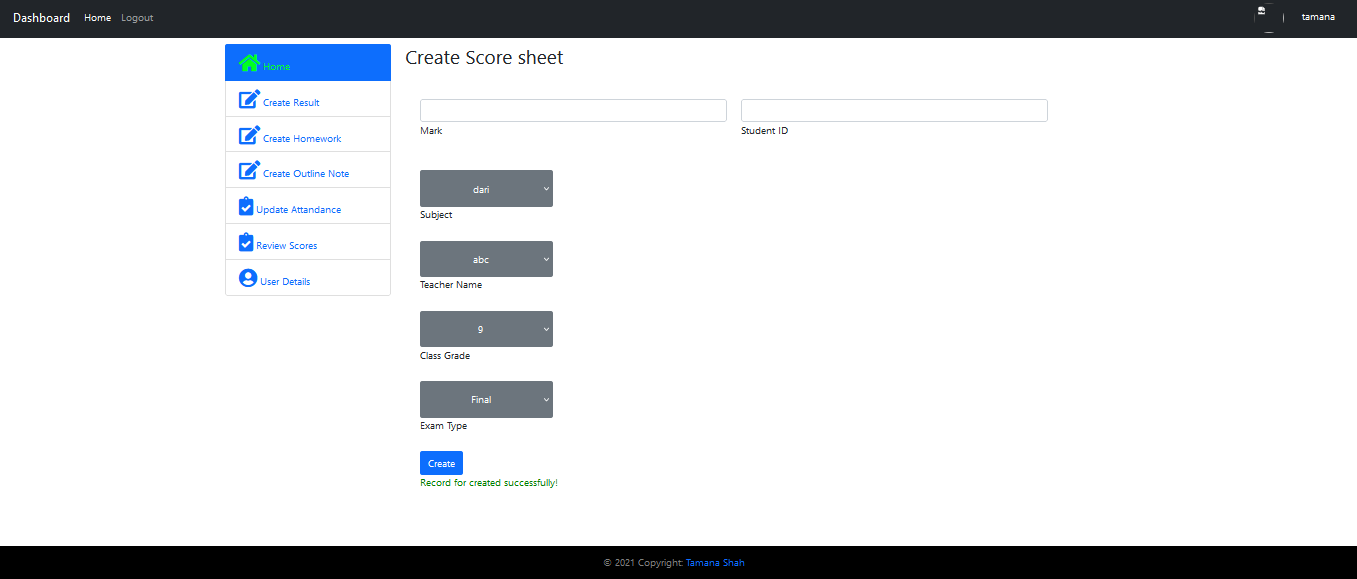 Dashboard Home Logout tamana
Home
Create Result
Create Homework
Create Outline Note
Update Attandance
Review Scores
User Details
Create Score sheet
Mark Student ID
dari
Subject
abc
Teacher Name
9
Class Grade
Final
Exam Type
Create
Record for created successfully!
© 2021 Copyright: Tamana Shah